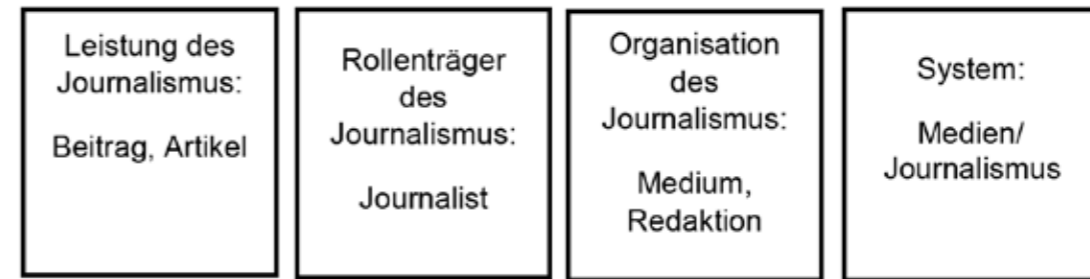 Leistung des
Journalismus:
Beitrag, Artikel
Rollenträger
des
Journalismus:
Journalist
Organisation
des
Journalismus:
Medium,
Redaktion
System:
Medien/
Journalismus